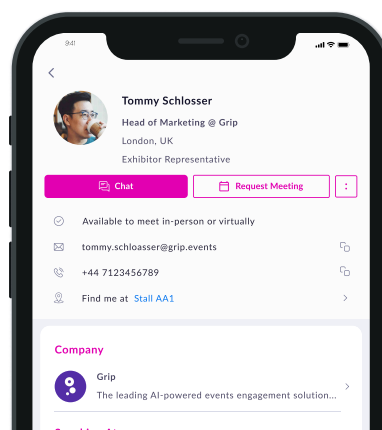 9:41
Tommy Schlosser
Head of Marketing @ Grip
London, UK
Exhibitor Representative
Chat
Request Meeting
Available to meet in-person or virtually
tommy.schloasser@grip.events
+44 7123456789
Find me at Stall AA1
Company
Grip
The leading AI-powered events engagement solution...